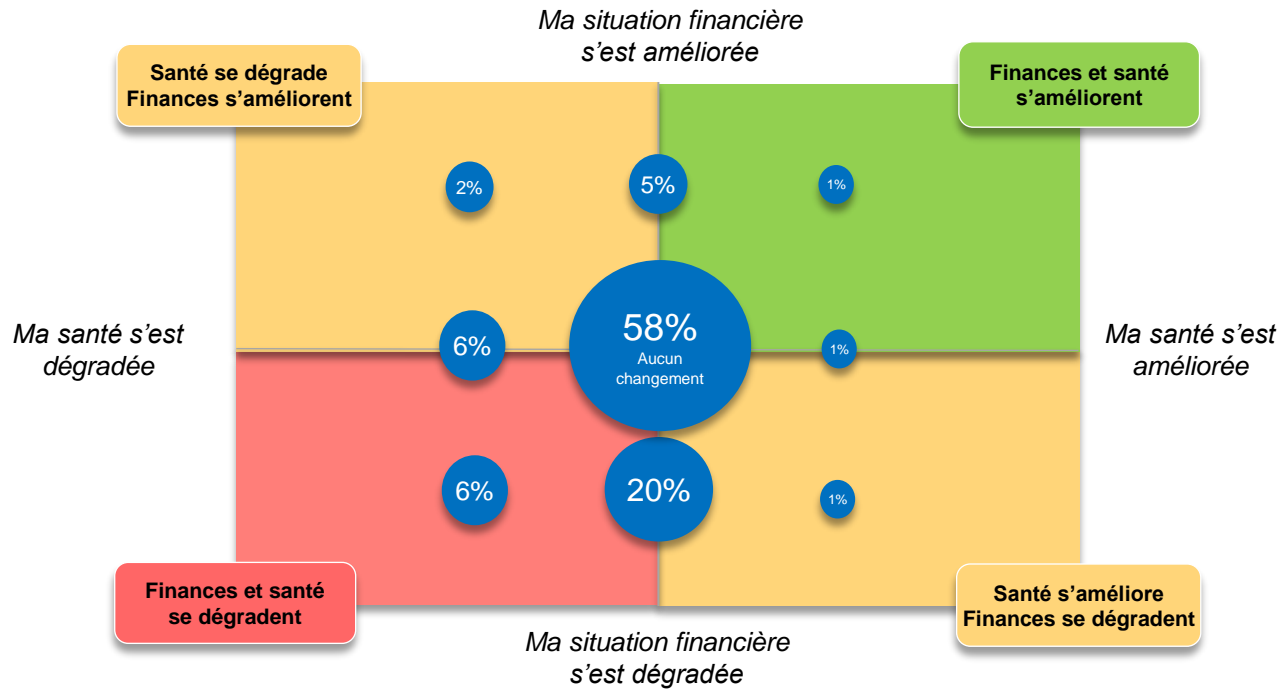 Ma situation financière
s'est améliorée
Santé se dégrade
Finances s'améliorent
Finances et santé
s'améliorent
2%
5%
1%
Ma santé s'est
dégradée
6%
58%
Aucun
changement
1%
Ma santé s'est
améliorée
6%
20%
1%
Finances et santé
se dégradent
Santé s'améliore
Finances se dégradent
Ma situation financière
s'est dégradée